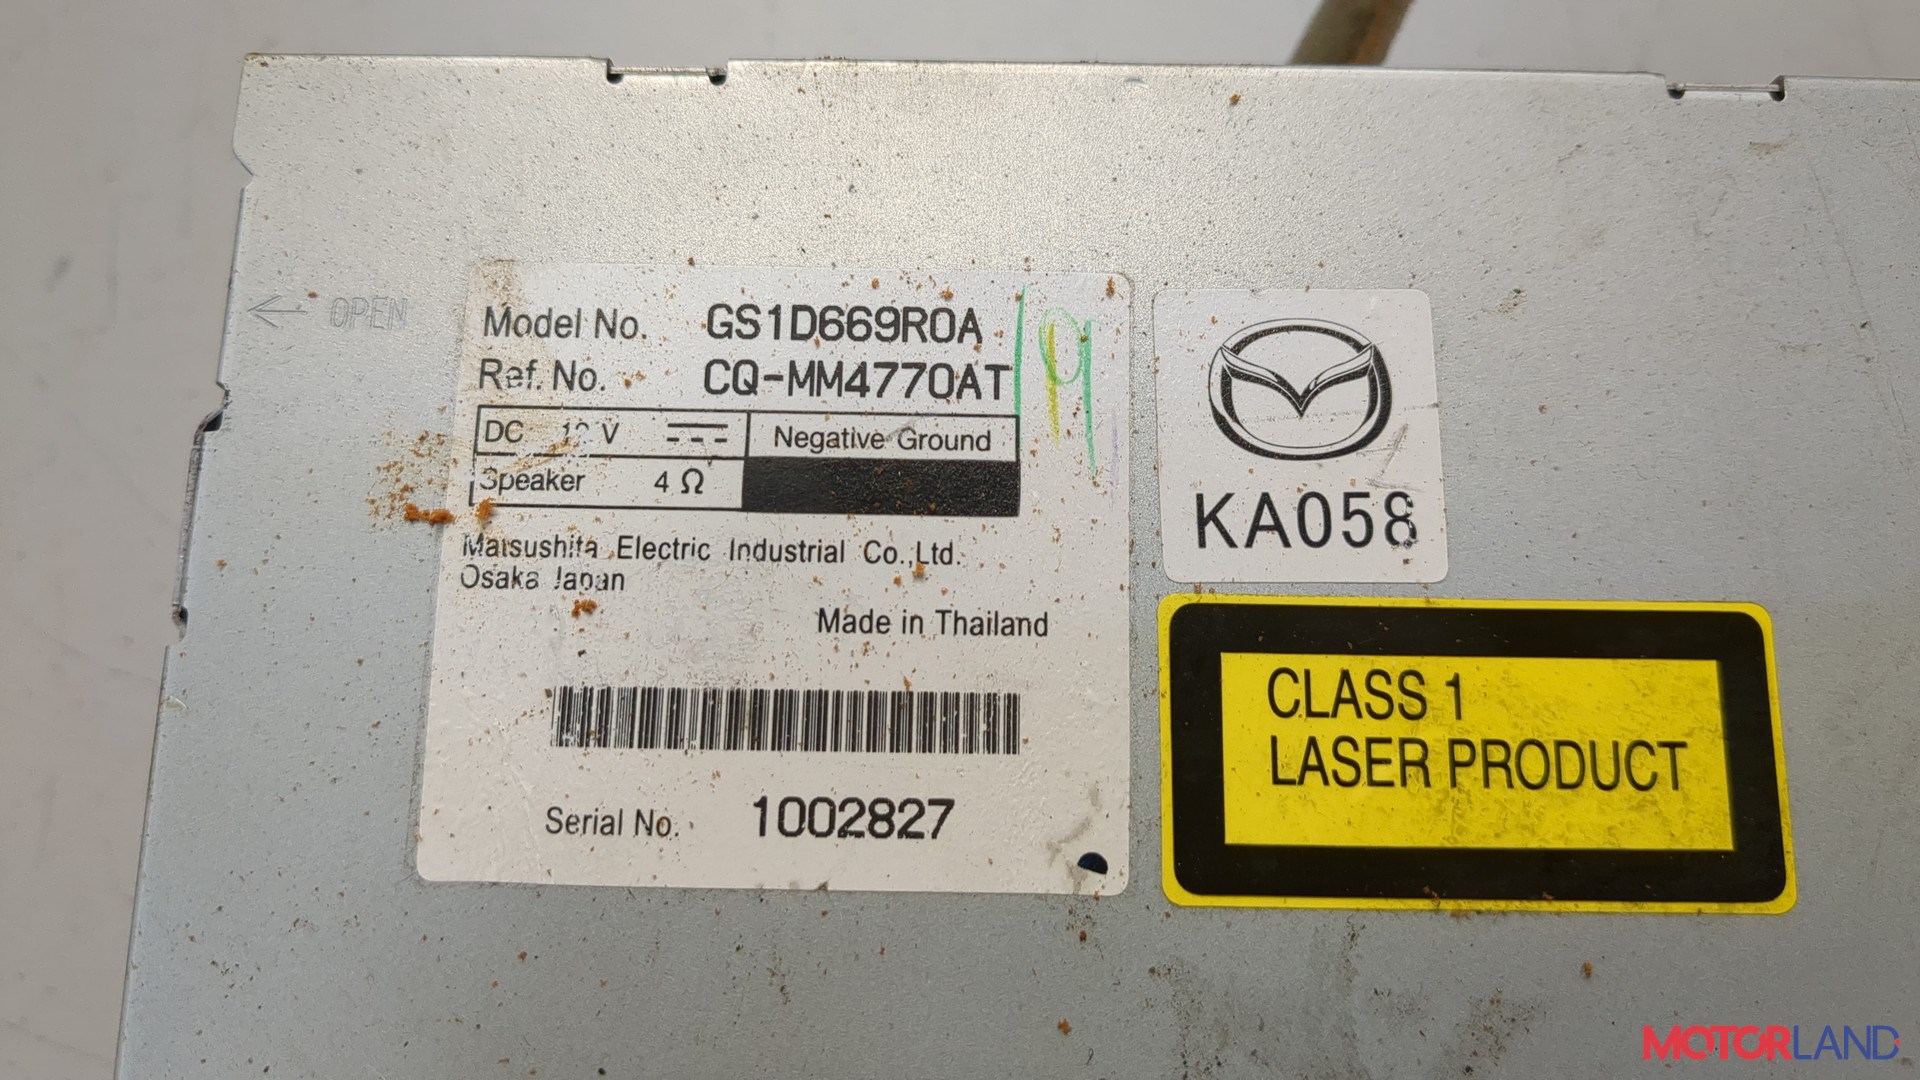 OPEN
Model No. GS1D669R0A
Ref. No. CQ-MM4770AT
19
DC 12 V Negative Ground
Speaker 4 Ω
Matsushita Electric Industrial Co.,Ltd.
Osaka Japan
Made in Thailand
Serial No. 1002827
KA058
CLASS 1
LASER PRODUCT
MOTORLAND